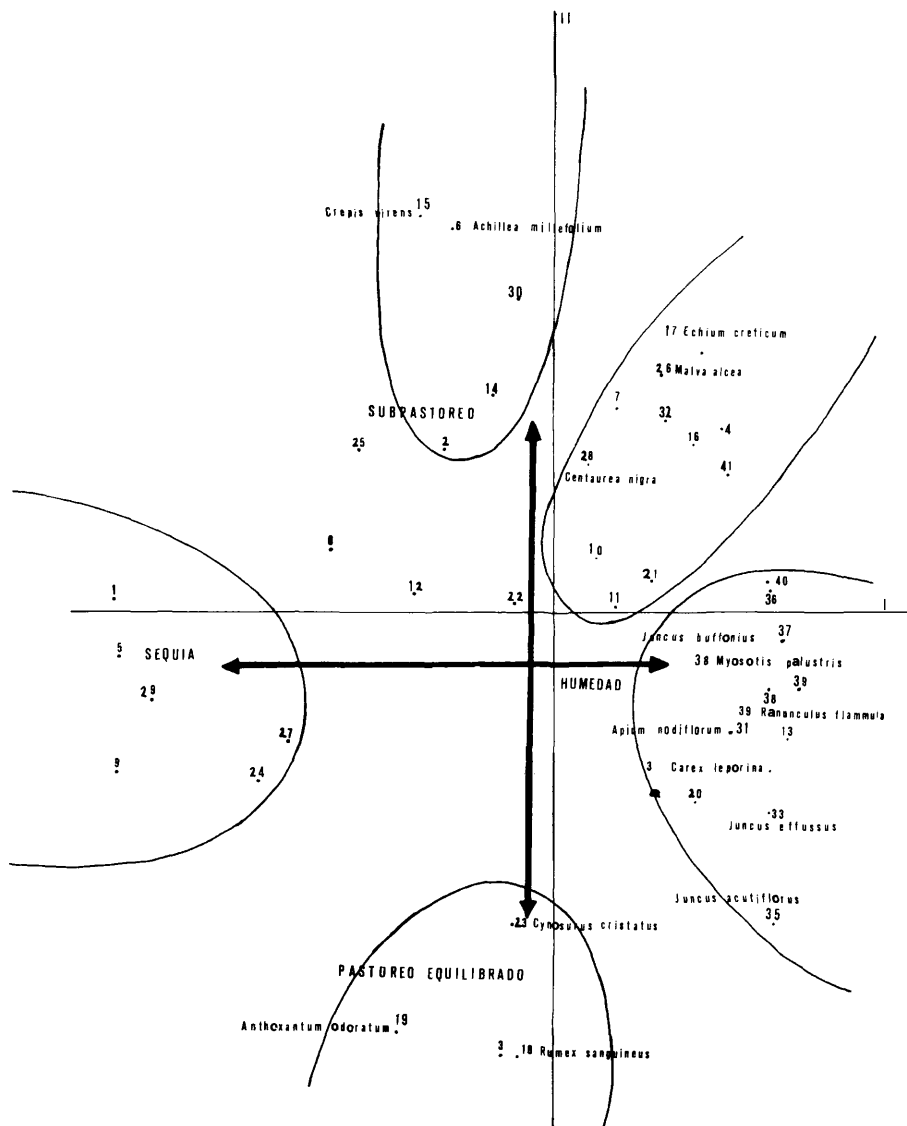 II
Crepis virens 15
6 Achillea millefolium
30
17 Echium creticum
26 Malva alcea
14
7
SUBPASTOREO
32
4
25
2
16
28
41
Centaurea nigra
8
10
1
12
21
40
22
11
36
I
Juncus buffonius 37
5
SEQUIA
38 Myosotis palustris
29
HUMEDAD
39
38
39 Rananculus flammula
27
Apium nodiflorum 31
13
9
24
3 Carex leporina
20
33
Juncus effussus
Juncus acutiflorus
35
23 Cynosurus cristatus
PASTOREO EQUILIBRADO
Anthoxantum odoratum 19
3
18 Rumex sanguineus